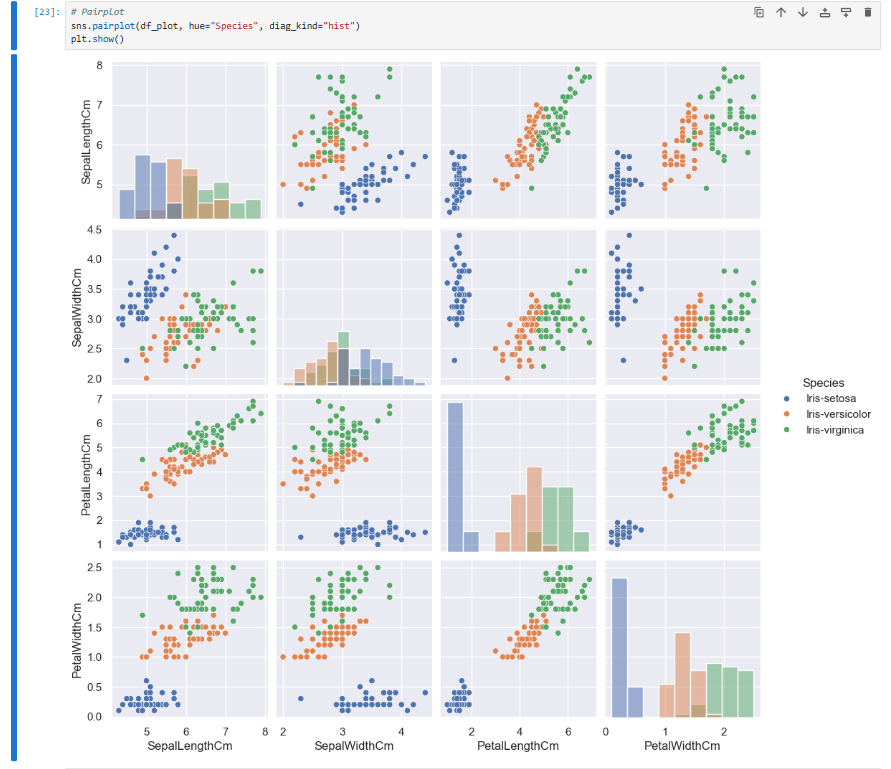 [23]:
# Pairplot
sns.pairplot(df_plot, hue="Species", diag_kind="hist")
plt.show()
8
7
6
5
SepalLengthCm
4.5
4.0
3.5
3.0
2.5
2.0
SepalWidthCm
7
6
5
4
3
2
1
PetalLengthCm
2.5
2.0
1.5
1.0
0.5
0.0
PetalWidthCm
5 6 7 8
SepalLengthCm
2 3 4
SepalWidthCm
2 4 6
PetalLengthCm
0 1 2
PetalWidthCm
Species
Iris-setosa
Iris-versicolor
Iris-virginica